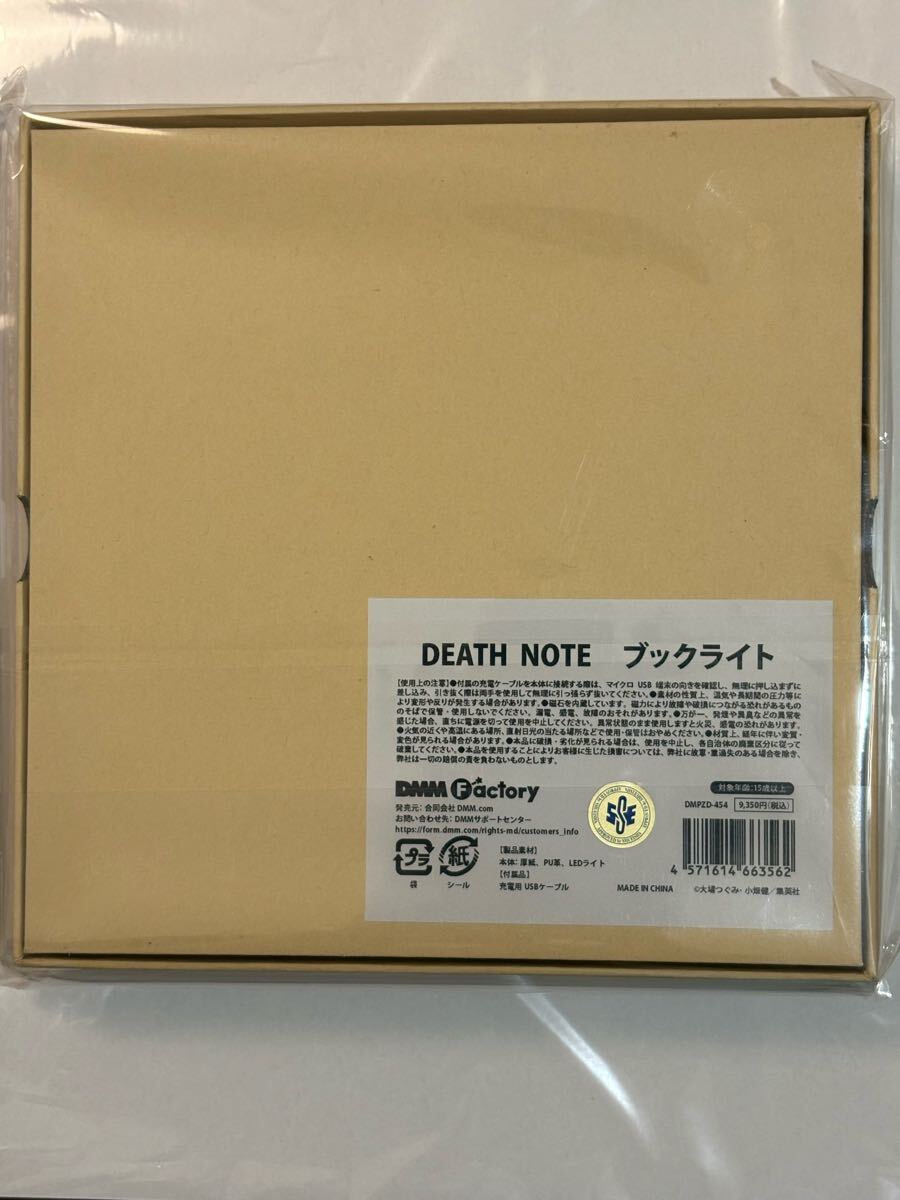 DEATH NOTE　ブックライト
【使用上の注意】●付属の充電ケーブルを本体に接続する際は、マイクロ USB 端末の向きを確認し、無理に押し込まずに
差し込み、引き抜く際は両手を使用して無理に引っ張らず抜いてください。●素材の性質上、温気や長期間の圧力等に
より変形や反りが発生する場合があります。●磁石を内蔵しています。磁力により故障や破損につながる恐れがあるもの
のそばで保管・使用しないでください。漏電、感電、故障のおそれがあります。●万が一、発煙や異臭などの異常を
感じた場合、直ちに電源を切って使用を中止してください。異常状態のまま使用しますと火災、感電の恐れがあります。
●火気の近くや高温にある場所、直射日光の当たる場所などで使用・保管はおやめください。●材質上、経年に伴い変質・
変色が見られる場合があります。●本品に破損・劣化が見られる場合は、使用を中止し、各自治体の廃棄区分に従って
破棄してください。●本品を使用することによりお客様に生じた損害については、弊社に故意・重過失のある場合を除き、
弊社は一切の賠償の責を負わないものとします。
DMM Factory
対象年齢：15歳以上
発売元：合同会社 DMM.com
DMPZD-454 9,350円（税込）
お問い合わせ先：DMMサポートセンター
https://form.dmm.com/rights-md/customers_info
プラ
袋
紙
シール
【製品素材】
本体：厚紙、PU革、LEDライト
【付属品】
充電用 USBケーブル
MADE IN CHINA
4 571614 663562
©大場つぐみ・小畑健／集英社